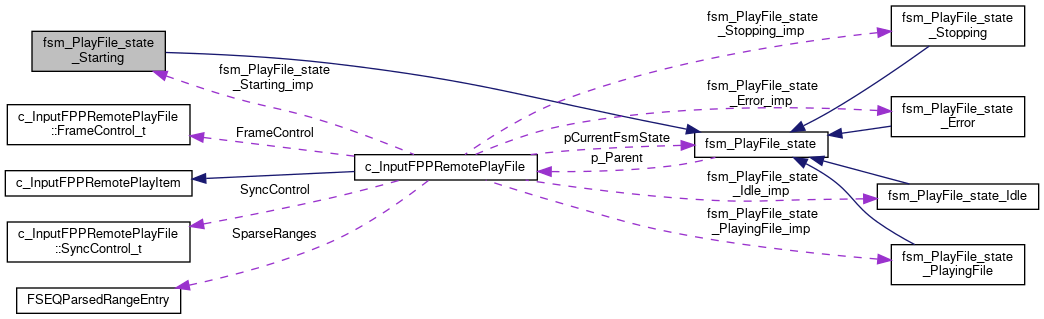 fsm_PlayFile_state
_Starting
fsm_PlayFile_state
_Starting_imp
fsm_PlayFile_state
_Stopping_imp
fsm_PlayFile_state
_Stopping
c_InputFPPRemotePlayFile
::FrameControl_t
FrameControl
fsm_PlayFile_state
_Error_imp
fsm_PlayFile_state
_Error
pCurrentFsmState
fsm_PlayFile_state
p_Parent
c_InputFPPRemotePlayFile
c_InputFPPRemotePlayItem
SyncControl
fsm_PlayFile_state
_Idle_imp
fsm_PlayFile_state_Idle
c_InputFPPRemotePlayFile
::SyncControl_t
SparseRanges
fsm_PlayFile_state
_PlayingFile_imp
fsm_PlayFile_state
_PlayingFile
FSEQParsedRangeEntry